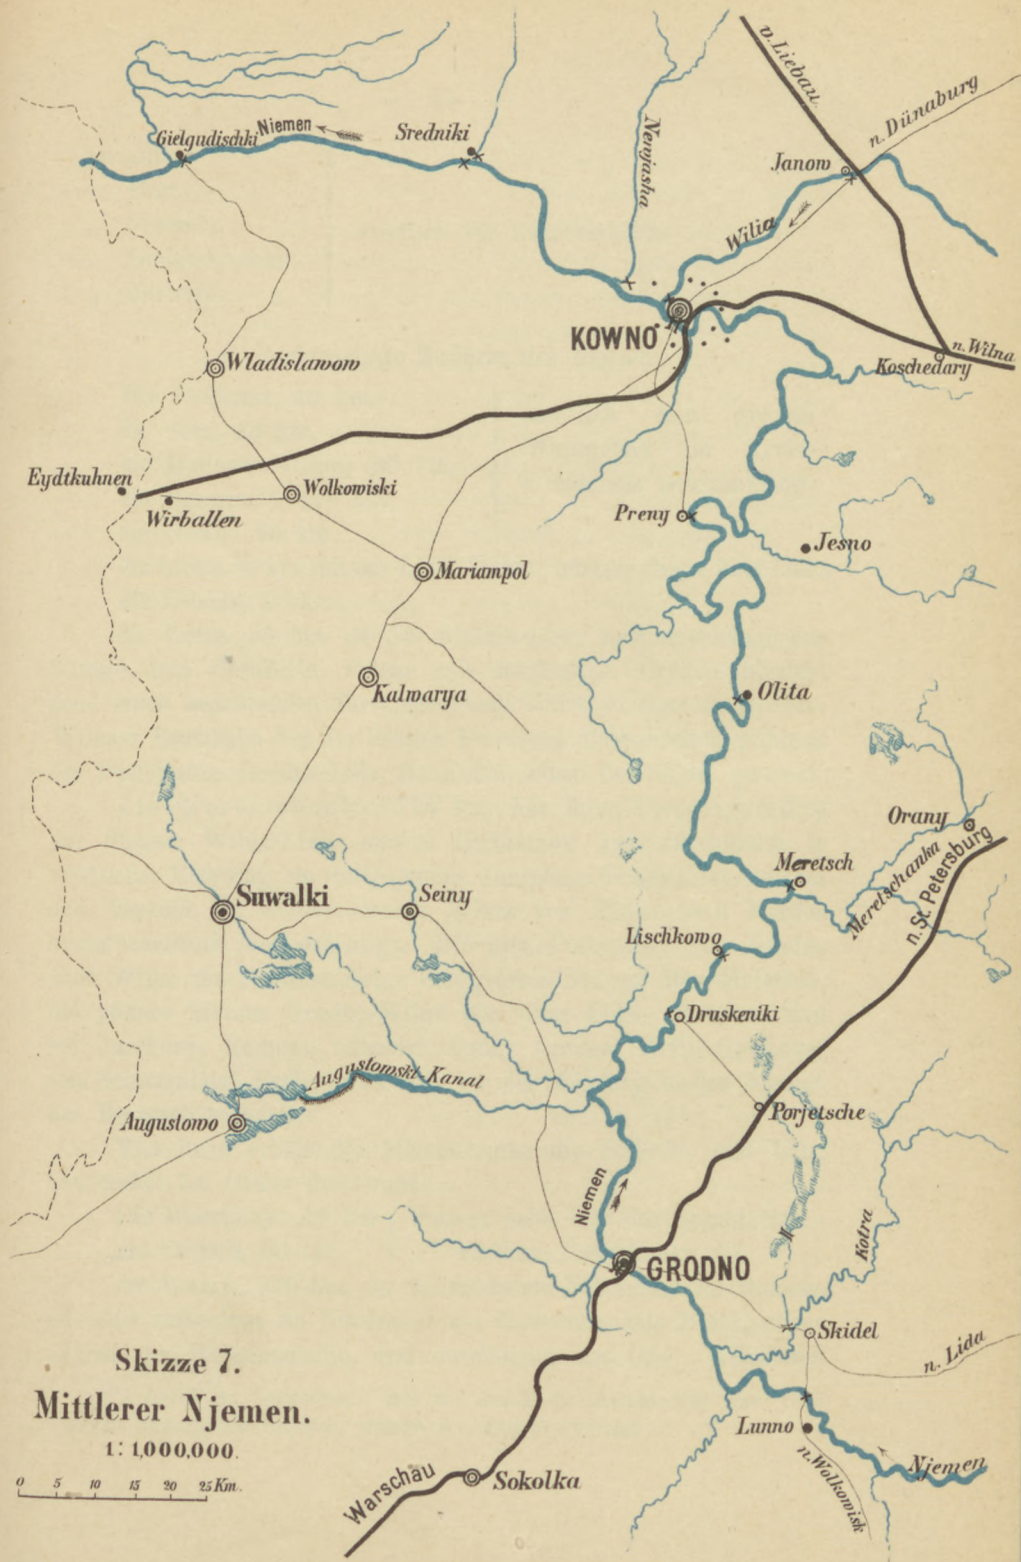 v. Liebau
n. Dünaburg
Gielgudischki
Niemen
Sredniki
Janow
Wilia
KOWNO
n. Wilna
Koschedary
Wladislawow
Eydtkuhnen
Wirballen
Wolkowiski
Preny
Jesno
Mariampol
Kalwarya
Olita
Orany
Meretsch
Meretschanka
n. St. Petersburg
Suwalki
Seiny
Lischkowo
Druskeniki
Augustowski-Kanal
Augustowo
Porjetsche
Niemen
Kotra
GRODNO
Skidel
n. Lida
Lunno
n. Wolkowisk
Njemen
Warschau
Sokolka
Skizze 7.
Mittlerer Njemen.
1:1,000,000.
0 5 10 15 20 25 Km.